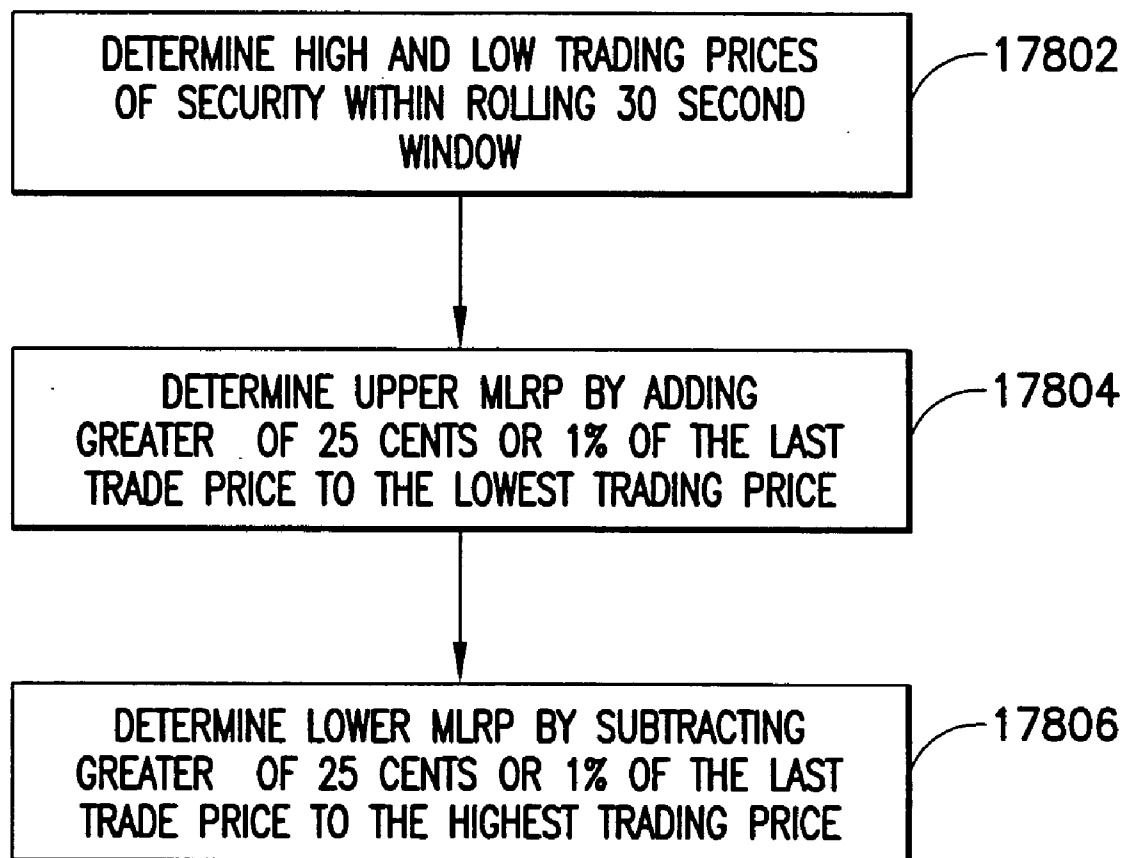 DETERMINE HIGH AND LOW TRADING PRICES
OF SECURITY WITHIN ROLLING 30 SECOND
WINDOW
17802
DETERMINE UPPER MLRP BY ADDING
GREATER OF 25 CENTS OR 1% OF THE LAST
TRADE PRICE TO THE LOWEST TRADING PRICE
17804
DETERMINE LOWER MLRP BY SUBTRACTING
GREATER OF 25 CENTS OR 1% OF THE LAST
TRADE PRICE TO THE HIGHEST TRADING PRICE
17806